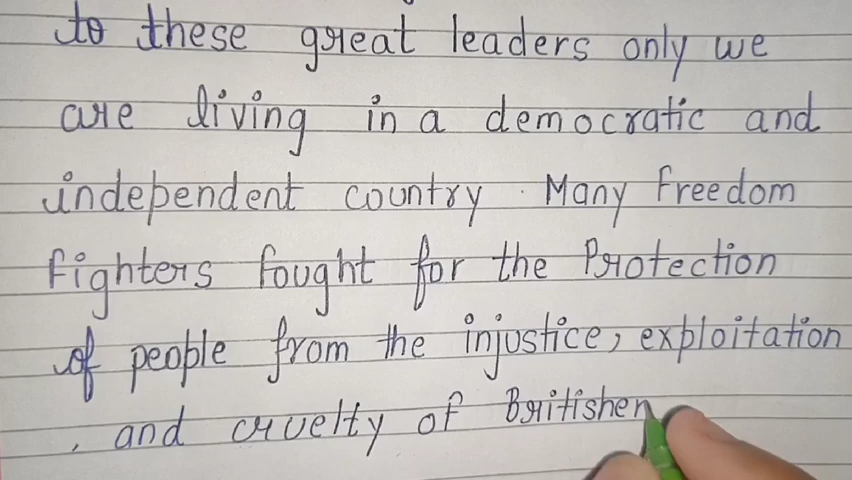 to these great leaders only we
are living in a democratic and
independent country. Many Freedom
fighters fought for the Protection
of people from the injustice, exploitation
, and cruelty of Britishen